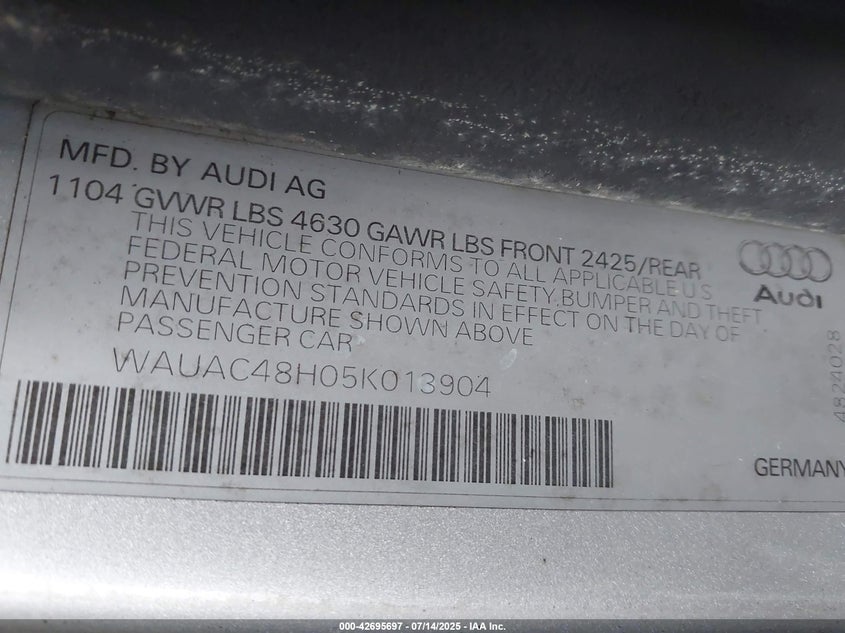 MFD. BY AUDI AG
1104 GVWR LBS 4630 GAWR LBS FRONT 2425/REAR
THIS VEHICLE CONFORMS TO ALL APPLICABLE U S
FEDERAL MOTOR VEHICLE SAFETY, BUMPER AND THEFT
PREVENTION STANDARDS IN EFFECT ON THE DAY OF
MANUFACTURE SHOWN ABOVE
PASSENGER CAR
WAUAC48H05K013904
Audi
4824028
GERMANY
000-42695697 - 07/14/2025 - IAA Inc.